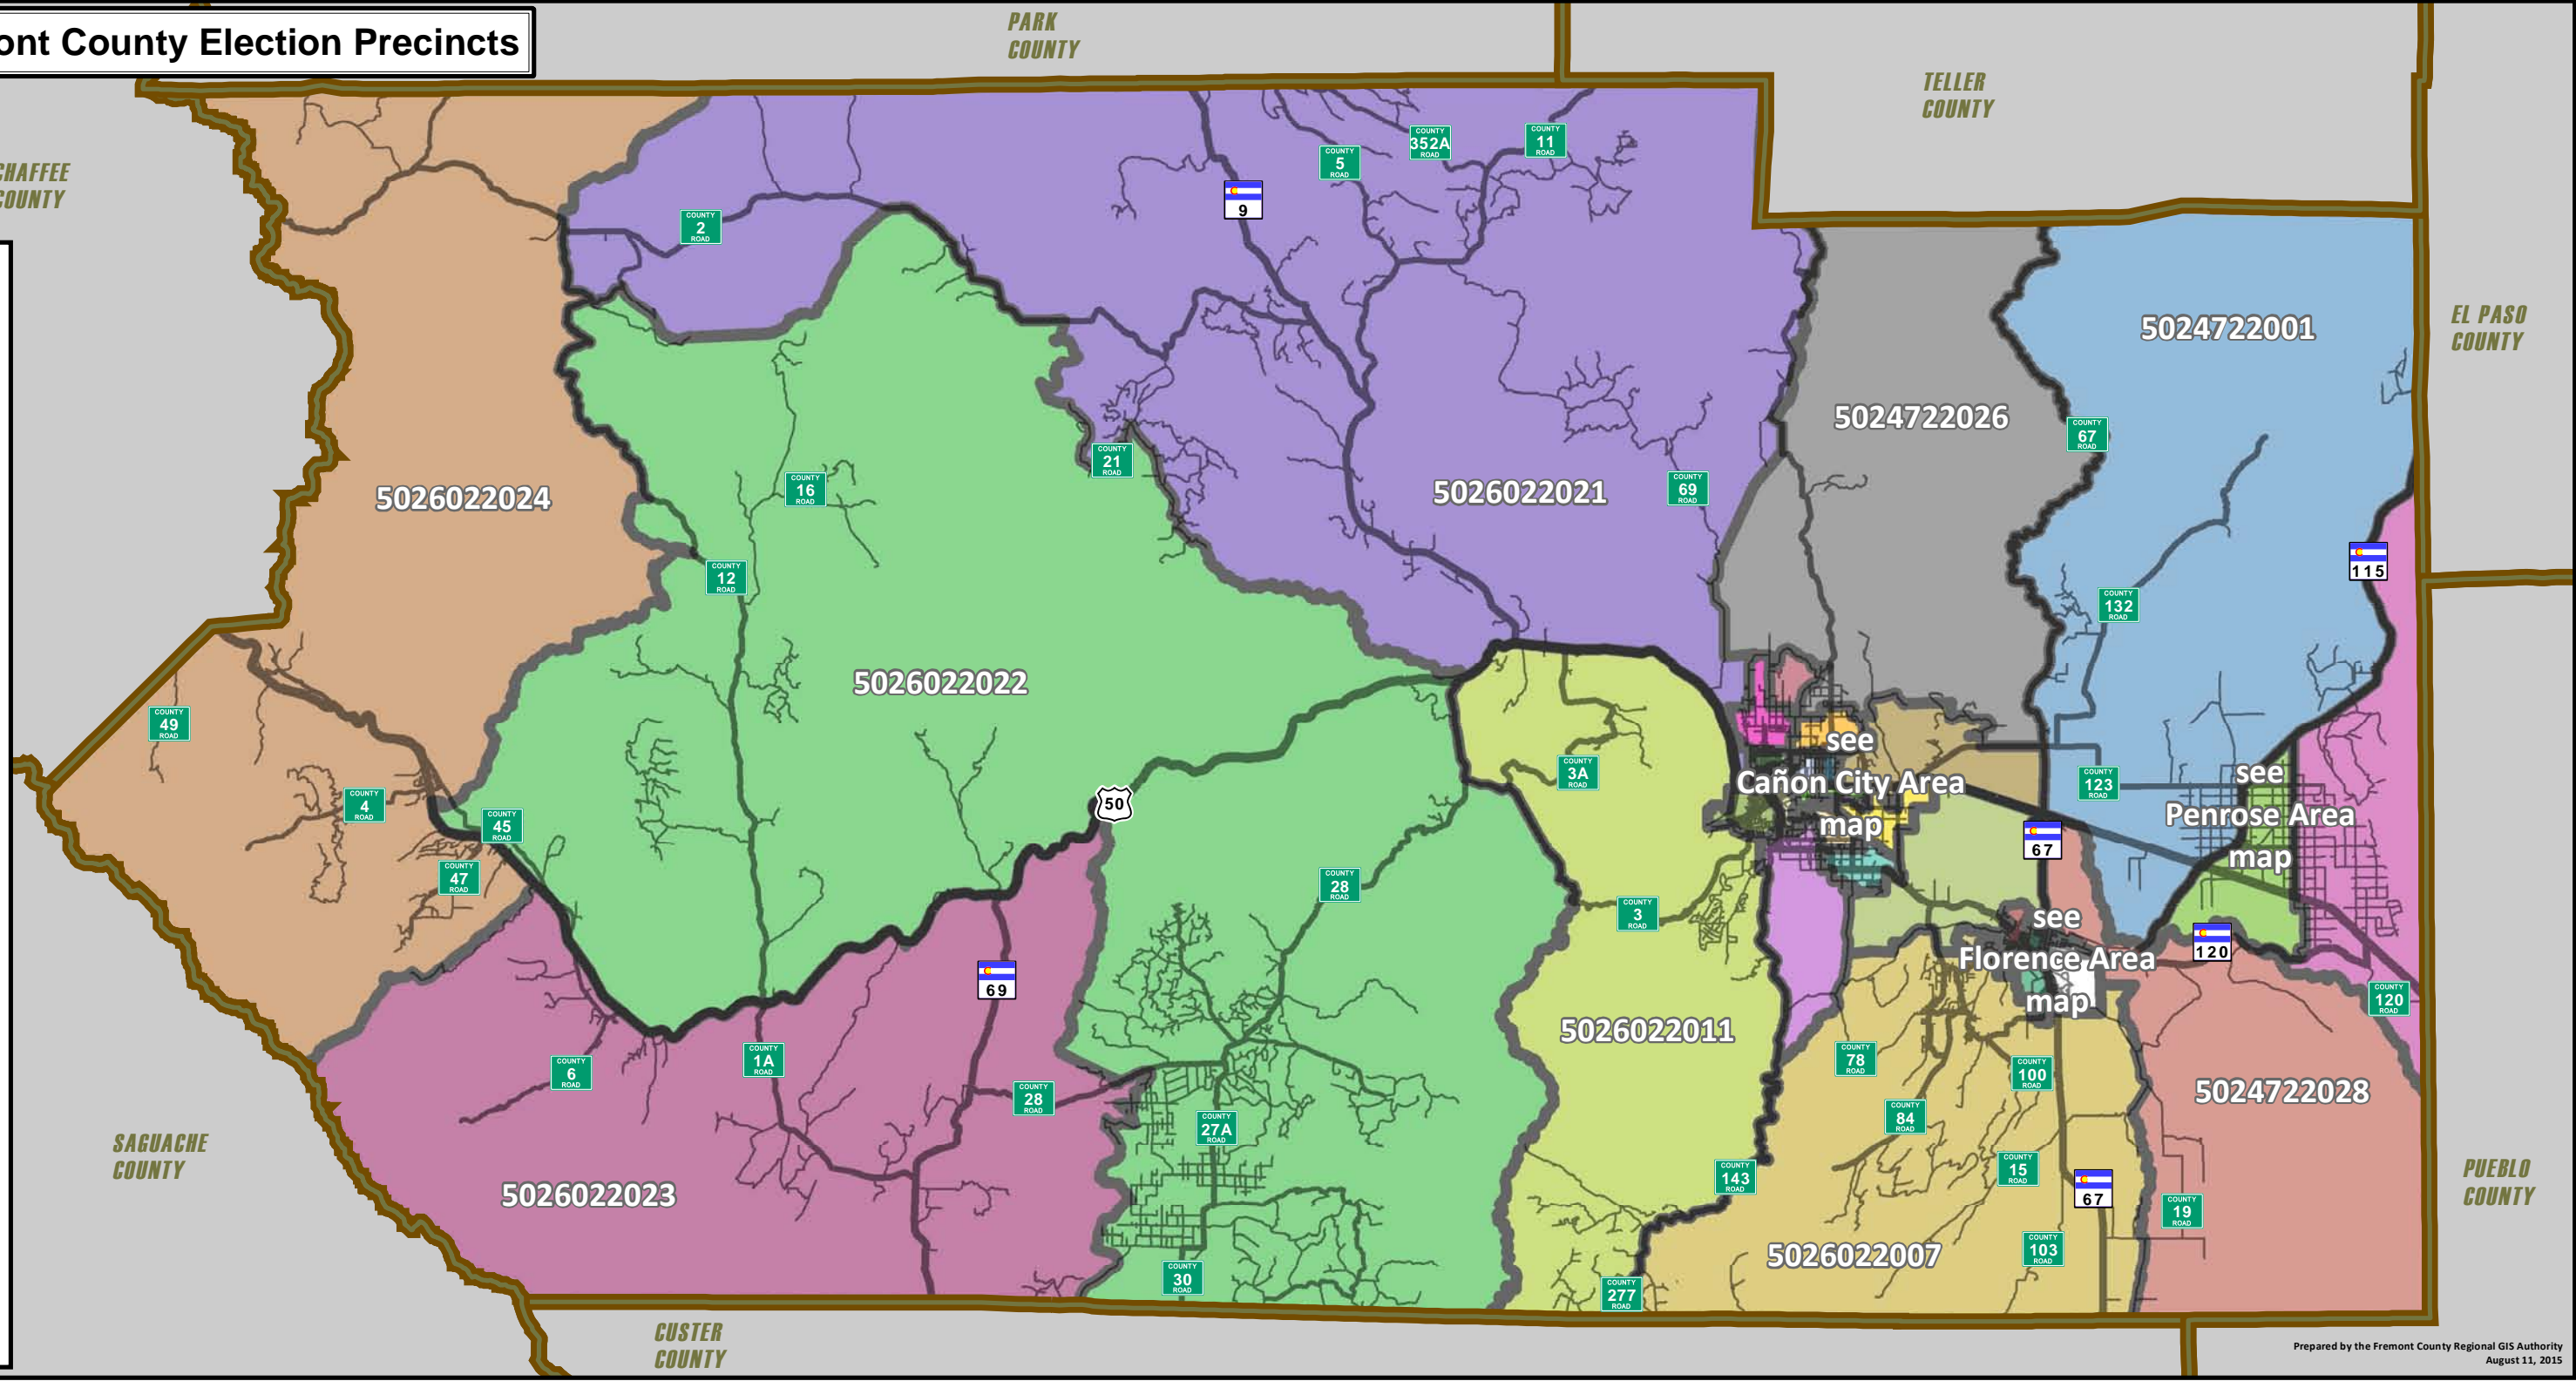 ont County Election Precincts
PARK
COUNTY
TELLER
COUNTY
CHAFFEE
COUNTY
EL PASO
COUNTY
SAGUACHE
COUNTY
CUSTER
COUNTY
PUEBLO
COUNTY
COUNTY
2
ROAD
9
COUNTY
5
ROAD
COUNTY
352A
ROAD
COUNTY
11
ROAD
5024722001
5024722026
COUNTY
67
ROAD
5026022024
COUNTY
16
ROAD
COUNTY
21
ROAD
5026022021
COUNTY
69
ROAD
115
COUNTY
12
ROAD
COUNTY
132
ROAD
5026022022
COUNTY
49
ROAD
COUNTY
4
ROAD
COUNTY
45
ROAD
COUNTY
47
ROAD
50
COUNTY
3A
ROAD
see
Cañon City Area
map
COUNTY
123
ROAD
see
Penrose Area
map
67
COUNTY
28
ROAD
COUNTY
3
ROAD
see
Florence Area
map
120
COUNTY
120
ROAD
69
5026022011
COUNTY
6
ROAD
COUNTY
1A
ROAD
COUNTY
28
ROAD
COUNTY
27A
ROAD
COUNTY
78
ROAD
COUNTY
100
ROAD
5024722028
COUNTY
84
ROAD
COUNTY
143
ROAD
COUNTY
15
ROAD
67
COUNTY
19
ROAD
5026022023
5026022007
COUNTY
103
ROAD
COUNTY
30
ROAD
COUNTY
277
ROAD
Prepared by the Fremont County Regional GIS Authority
August 11, 2015